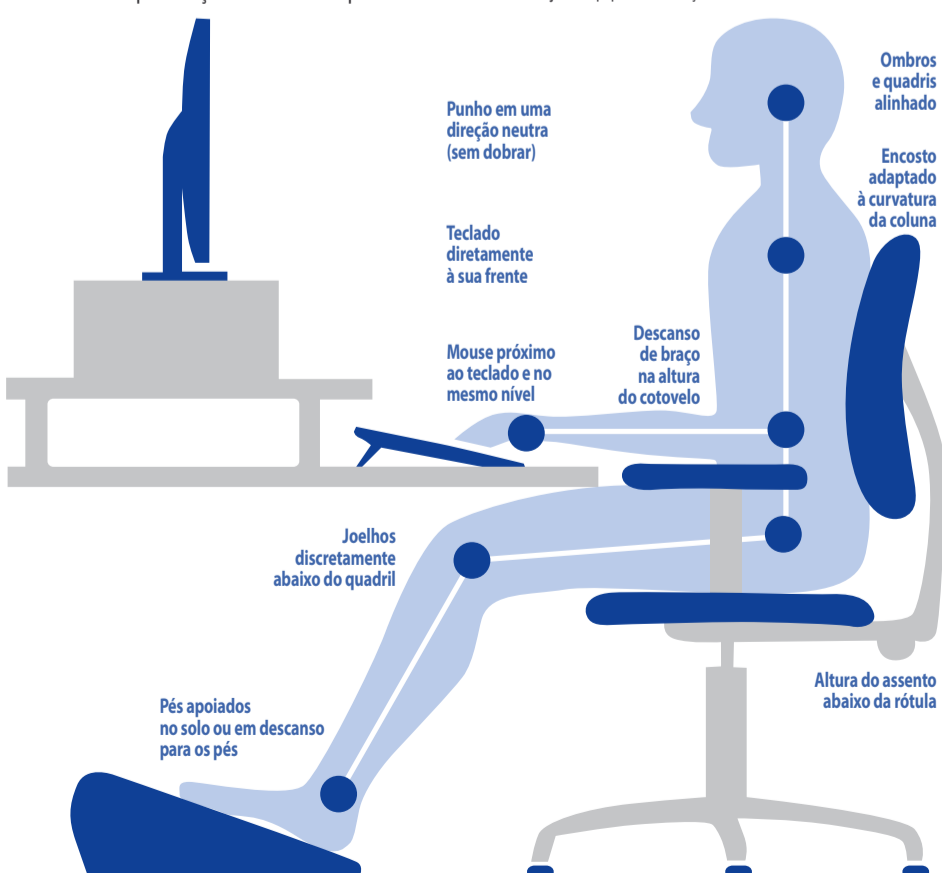 Ombros
e quadris
alinhado
Punho em uma
direção neutra
(sem dobrar)
Encosto
adaptado
à curvatura
da coluna
Teclado
diretamente
à sua frente
Mouse próximo
ao teclado e no
mesmo nível
Descanso
de braço
na altura
do cotovelo
Joelhos
discretamente
abaixo do quadril
Altura do assento
abaixo da rótula
Pés apoiados
no solo ou em descanso
para os pés